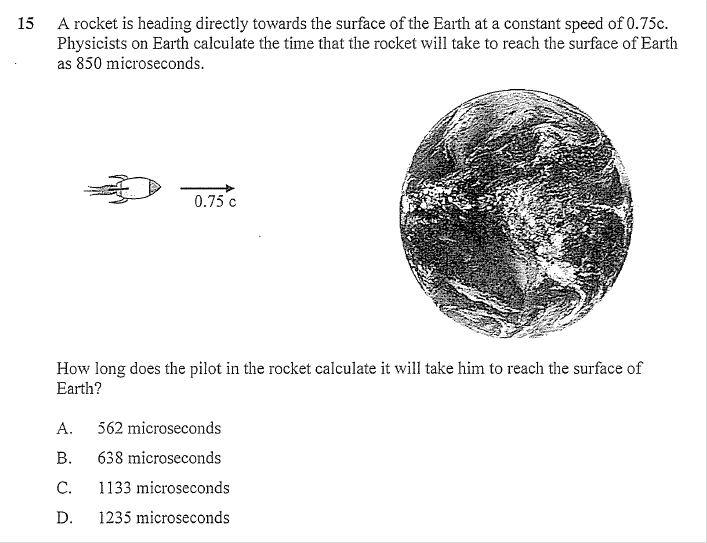 15 A rocket is heading directly towards the surface of the Earth at a constant speed of 0.75c.
Physicists on Earth calculate the time that the rocket will take to reach the surface of Earth
as 850 microseconds.
0.75 c
How long does the pilot in the rocket calculate it will take him to reach the surface of
Earth?
A. 562 microseconds
B. 638 microseconds
C. 1133 microseconds
D. 1235 microseconds